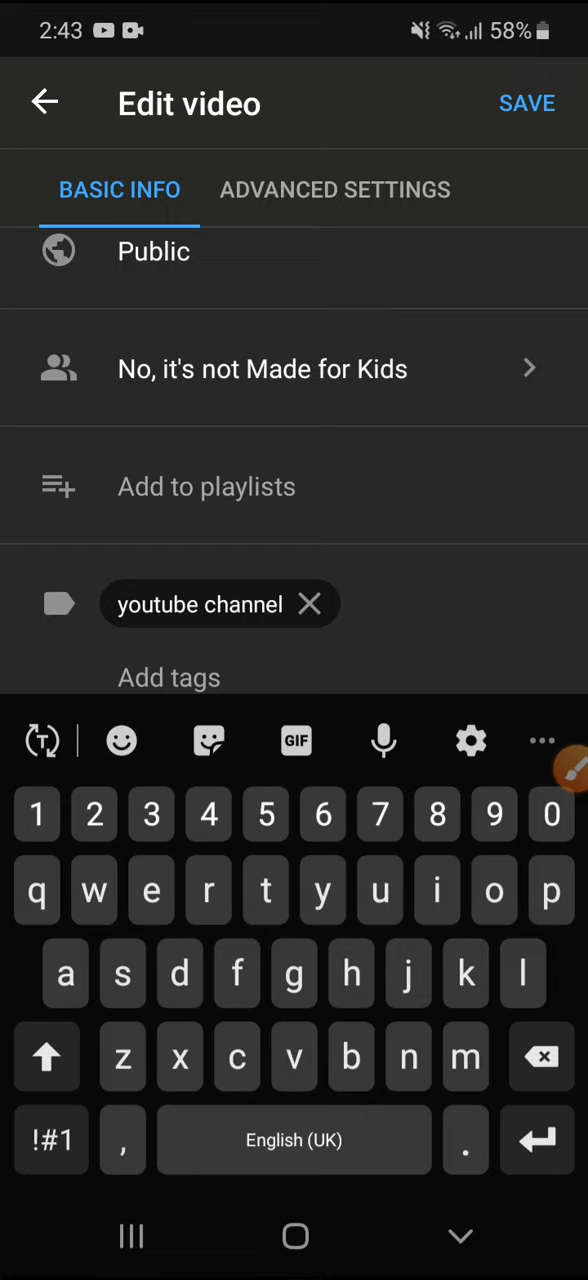 2:43 58%
Edit video SAVE
BASIC INFO ADVANCED SETTINGS
Public
No, it's not Made for Kids
Add to playlists
youtube channel
Add tags
GIF
1 2 3 4 5 6 7 8 9 0
q w e r t y u i o p
a s d f g h j k l
z x c v b n m
!#1 , English (UK) .